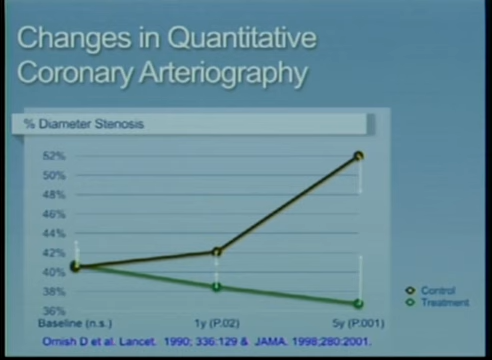 Changes in Quantitative
Coronary Arteriography
% Diameter Stenosis
52%
50%
48%
46%
44%
42%
40%
38%
36%
Baseline (n.s.)
1y (P.02)
5y (P.001)
Control
Treatment
Ornish D et al. Lancet. 1990; 336:129 & JAMA. 1998;280:2001.